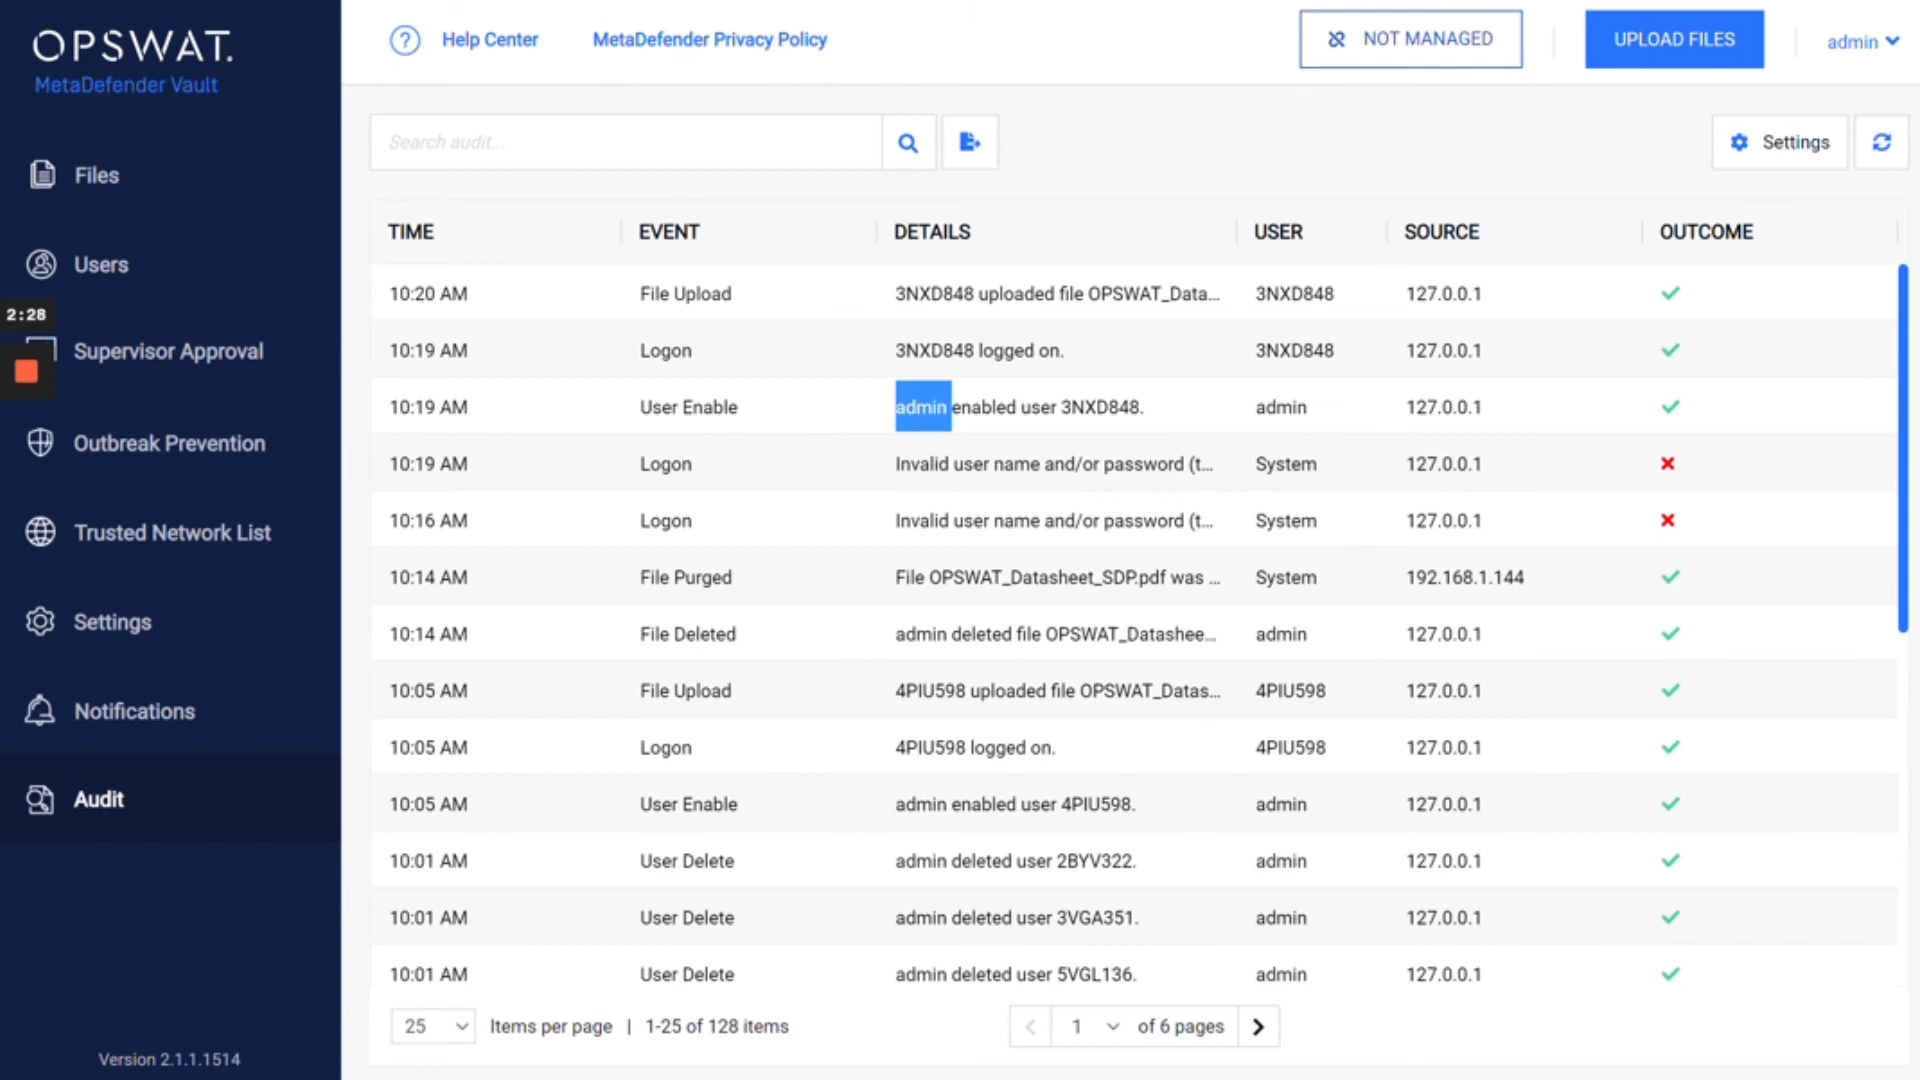 OPSWAT.
MetaDefender Vault
Help Center
MetaDefender Privacy Policy
NOT MANAGED
UPLOAD FILES
admin
Search audit...
Settings
Files
Users
2:28
Supervisor Approval
Outbreak Prevention
Trusted Network List
Settings
Notifications
Audit
Version 2.1.1.1514
TIME EVENT DETAILS USER SOURCE OUTCOME
10:20 AM File Upload 3NXD848 uploaded file OPSWAT_Data... 3NXD848 127.0.0.1
10:19 AM Logon 3NXD848 logged on. 3NXD848 127.0.0.1
10:19 AM User Enable admin enabled user 3NXD848. admin 127.0.0.1
10:19 AM Logon Invalid user name and/or password (t... System 127.0.0.1
10:16 AM Logon Invalid user name and/or password (t... System 127.0.0.1
10:14 AM File Purged File OPSWAT_Datasheet_SDP.pdf was ... System 192.168.1.144
10:14 AM File Deleted admin deleted file OPSWAT_Datashee... admin 127.0.0.1
10:05 AM File Upload 4PIU598 uploaded file OPSWAT_Datas... 4PIU598 127.0.0.1
10:05 AM Logon 4PIU598 logged on. 4PIU598 127.0.0.1
10:05 AM User Enable admin enabled user 4PIU598. admin 127.0.0.1
10:01 AM User Delete admin deleted user 2BYV322. admin 127.0.0.1
10:01 AM User Delete admin deleted user 3VGA351. admin 127.0.0.1
10:01 AM User Delete admin deleted user 5VGL136. admin 127.0.0.1
25 Items per page | 1-25 of 128 items
1 of 6 pages